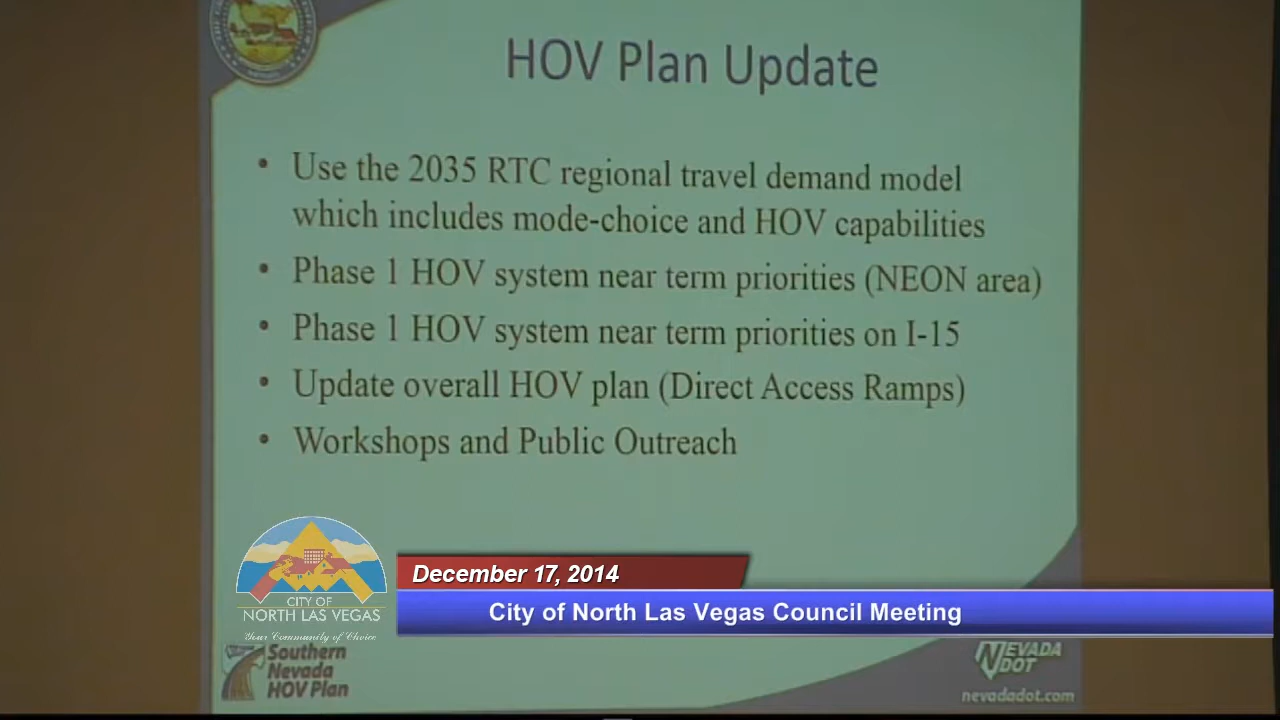 HOV Plan Update
• Use the 2035 RTC regional travel demand model
which includes mode-choice and HOV capabilities
• Phase 1 HOV system near term priorities (NEON area)
• Phase 1 HOV system near term priorities on I-15
• Update overall HOV plan (Direct Access Ramps)
• Workshops and Public Outreach
December 17, 2014
City of North Las Vegas Council Meeting
CITY OF
NORTH LAS VEGAS
Your Community of Choice
Southern
Nevada
HOV Plan
NEVADA
DOT
nevadadot.com